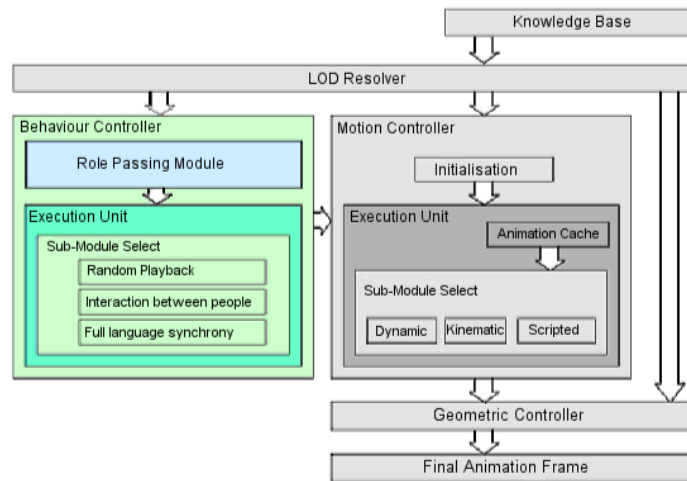 Knowledge Base
LOD Resolver
Behaviour Controller
Role Passing Module
Execution Unit
Sub-Module Select
Random Playback
Interaction between people
Full language synchrony
Motion Controller
Initialisation
Execution Unit
Animation Cache
Sub-Module Select
Dynamic
Kinematic
Scripted
Geometric Controller
Final Animation Frame